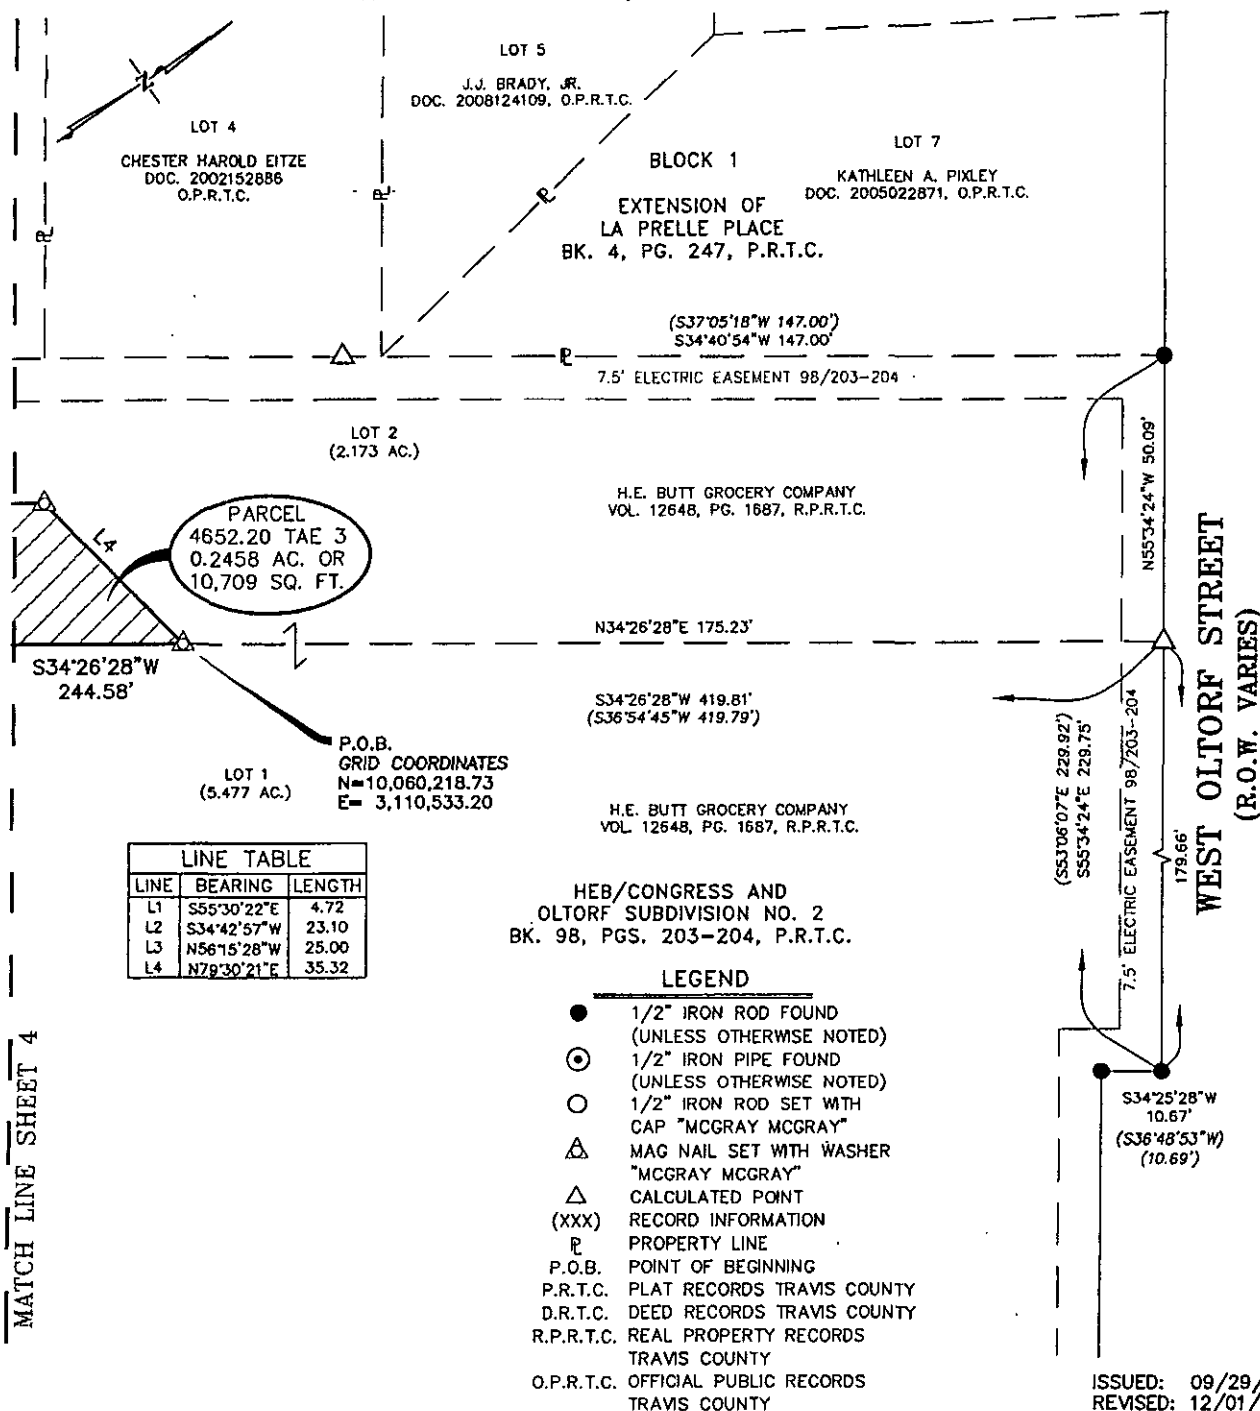 LOT 5
J.J. BRADY, JR.
DOC. 2008124109, O.P.R.T.C.
N
LOT 4
CHESTER HAROLD EITZE
DOC. 2002152886
O.P.R.T.C.
BLOCK 1
EXTENSION OF
LA PRELLE PLACE
BK. 4, PG. 247, P.R.T.C.
LOT 7
KATHLEEN A. PIXLEY
DOC. 2005022871, O.P.R.T.C.
(S37°05'18"W 147.00')
S34°40'54"W 147.00'
7.5' ELECTRIC EASEMENT 98/203-204
LOT 2
(2.173 AC.)
H.E. BUTT GROCERY COMPANY
VOL. 12648, PG. 1687, R.P.R.T.C.
N55°34'24"W 50.09'
PARCEL
4652.20 TAE 3
0.2458 AC. OR
10,709 SQ. FT.
L4
N34°26'28"E 175.23'
S34°26'28"W
244.58'
S34°26'28"W 419.81'
(S36°54'45"W 419.79')
P.O.B.
GRID COORDINATES
N=10,060,218.73
E= 3,110,533.20
LOT 1
(5.477 AC.)
H.E. BUTT GROCERY COMPANY
VOL. 12648, PG. 1687, R.P.R.T.C.
(S53°06'07"E 229.92')
S55°34'24"E 229.75'
7.5' ELECTRIC EASEMENT 98/203-204
179.66'
WEST OLTORF STREET
(R.O.W. VARIES)
LINE TABLE
LINE BEARING LENGTH
L1 S55°30'22"E 4.72
L2 S34°42'57"W 23.10
L3 N56°15'28"W 25.00
L4 N79°30'21"E 35.32
HEB/CONGRESS AND
OLTORF SUBDIVISION NO. 2
BK. 98, PGS. 203-204, P.R.T.C.
LEGEND
1/2" IRON ROD FOUND
(UNLESS OTHERWISE NOTED)
1/2" IRON PIPE FOUND
(UNLESS OTHERWISE NOTED)
1/2" IRON ROD SET WITH
CAP "MCGRAY MCGRAY"
MAG NAIL SET WITH WASHER
"MCGRAY MCGRAY"
CALCULATED POINT
(XXX) RECORD INFORMATION
PL PROPERTY LINE
P.O.B. POINT OF BEGINNING
P.R.T.C. PLAT RECORDS TRAVIS COUNTY
D.R.T.C. DEED RECORDS TRAVIS COUNTY
R.P.R.T.C. REAL PROPERTY RECORDS
TRAVIS COUNTY
O.P.R.T.C. OFFICIAL PUBLIC RECORDS
TRAVIS COUNTY
S34°25'28"W
10.67'
(S36°48'53"W)
(10.69')
MATCH LINE SHEET 4
ISSUED: 09/29/
REVISED: 12/01/